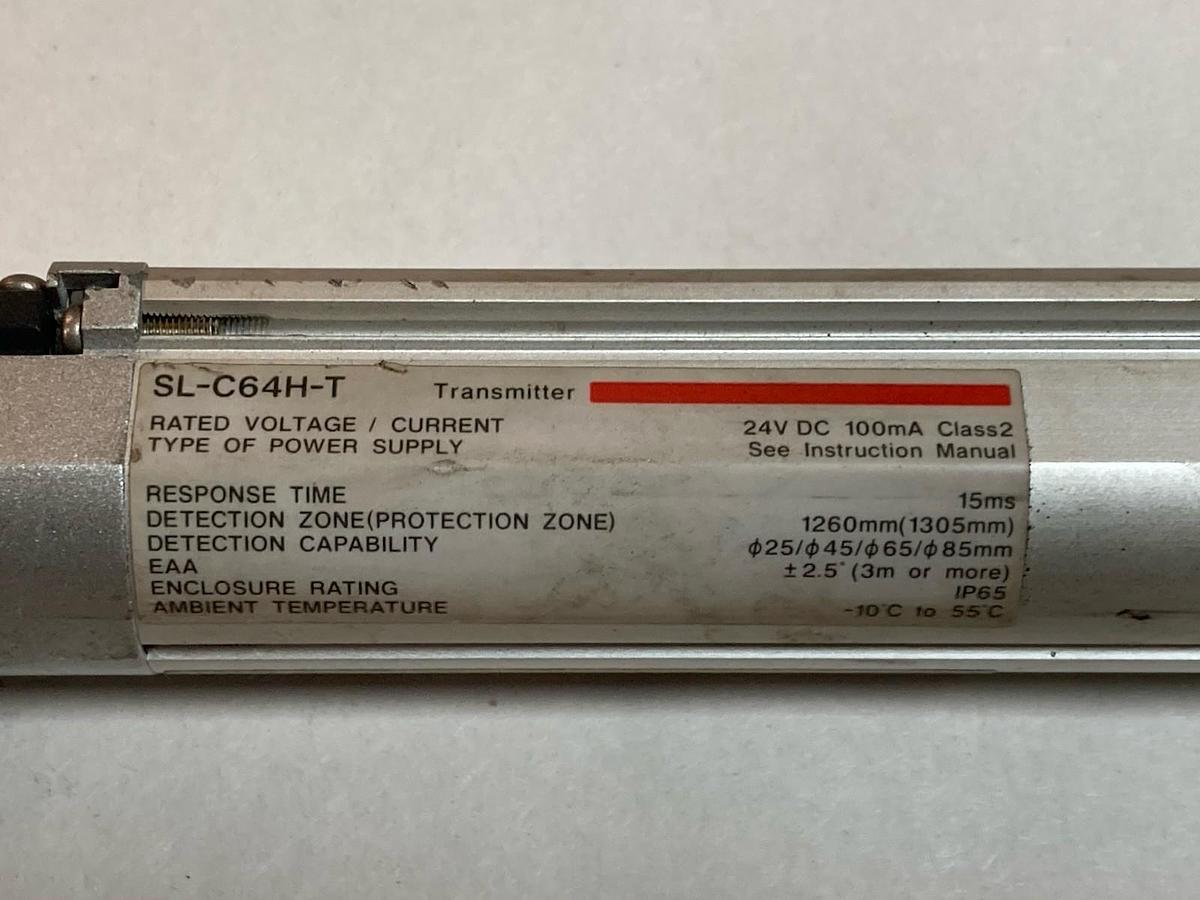 SL-C64H-T Transmitter
RATED VOLTAGE / CURRENT 24V DC 100mA Class2
TYPE OF POWER SUPPLY See Instruction Manual
RESPONSE TIME 15ms
DETECTION ZONE(PROTECTION ZONE) 1260mm(1305mm)
DETECTION CAPABILITY ϕ25/ϕ45/ϕ65/ϕ85mm
EAA ±2.5° (3m or more)
ENCLOSURE RATING IP65
AMBIENT TEMPERATURE -10°C to 55°C